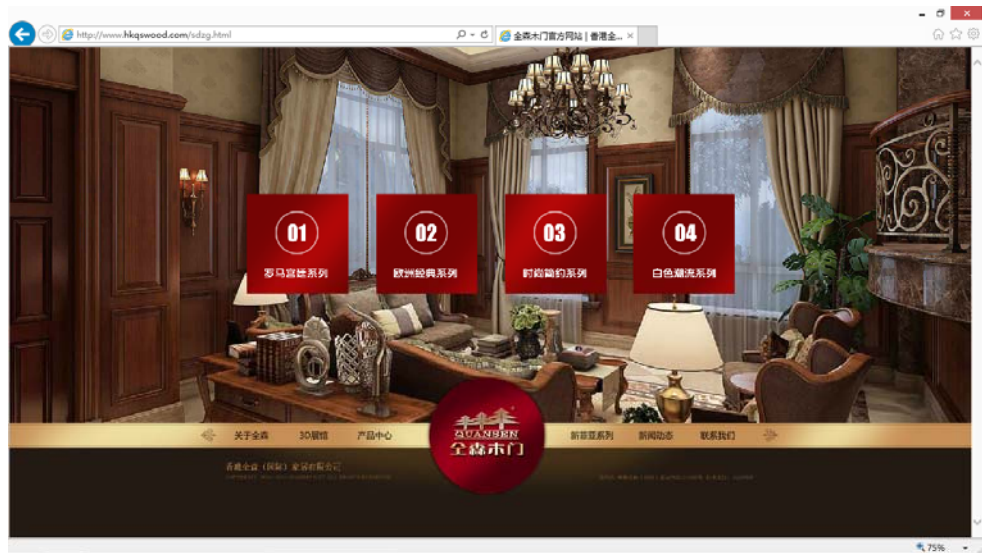 http://www.hkqswood.com/sdzg.html
全森木门官方网站 | 香港全...
01
罗马宫廷系列
02
欧洲经典系列
03
时尚简约系列
04
白色潮流系列
关于全森
3D展馆
产品中心
QUANSEN
全森木门
新菲亚系列
新闻动态
联系我们
香港全森（国际）家居有限公司
75%